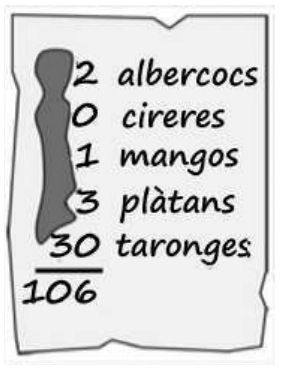 2 albercocs
0 cireres
1 mangos
3 plàtans
30 taronges
106